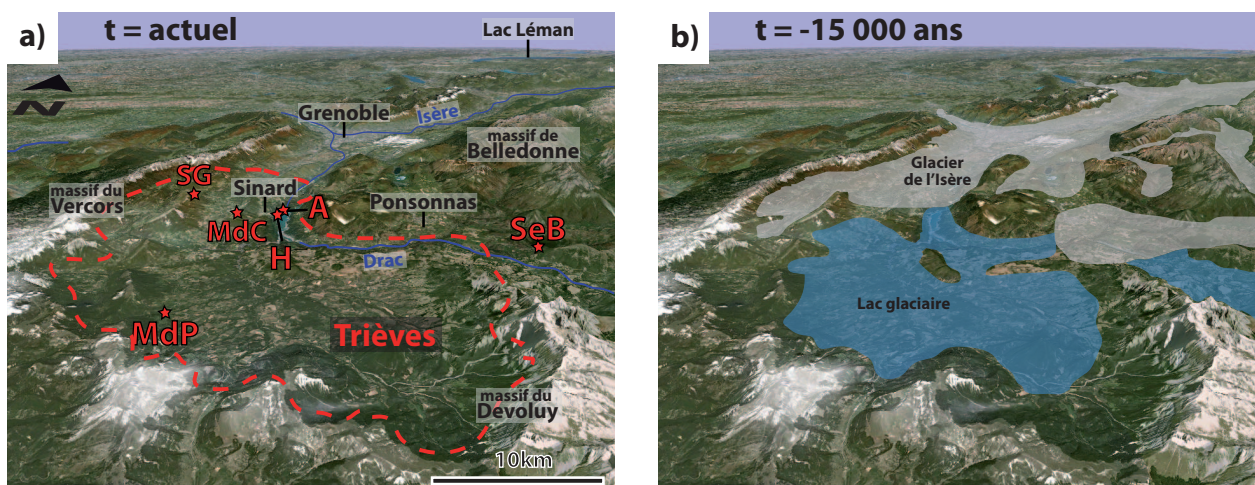 a)
t = actuel
Lac Léman
N
Grenoble
Isère
massif de
Belledonne
massif du
Vercors
SG
Sinard
MdC
A
Ponsonnas
SeB
H
Drac
MdP
Trièves
massif du
Dévoluy
10km
b)
t = -15 000 ans
Glacier
de l'Isère
Lac glaciaire